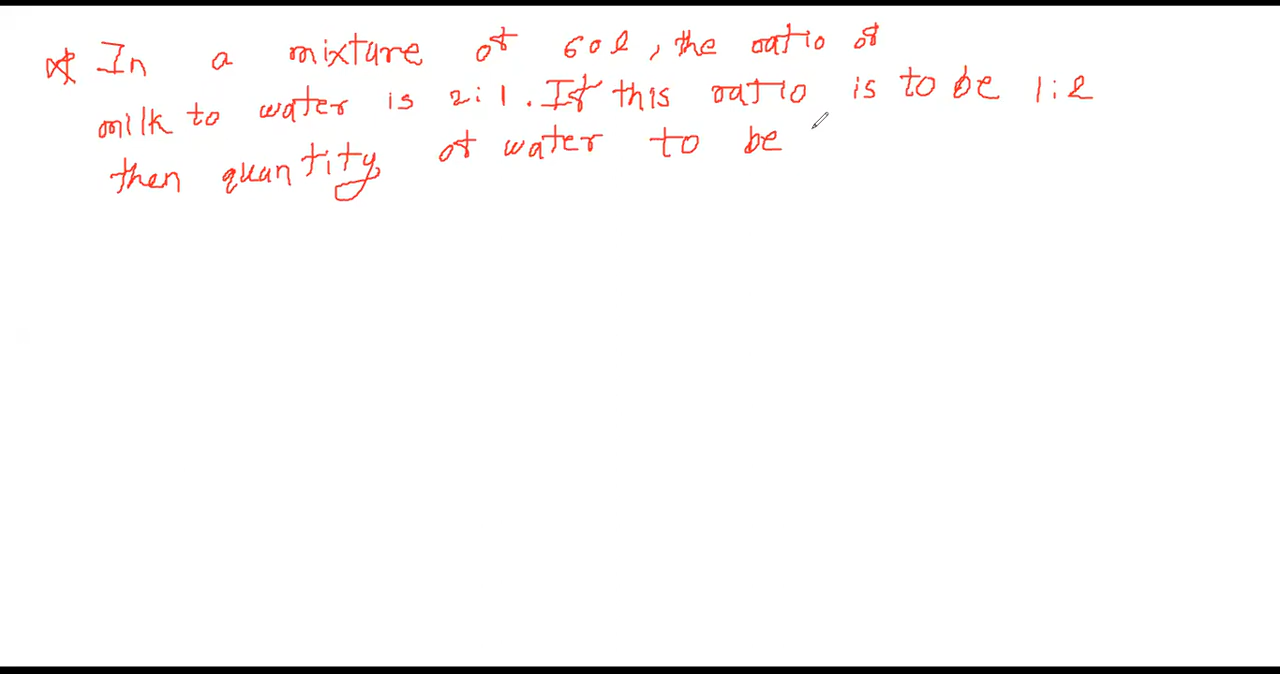 * In a mixture of 60l, the ratio of
milk to water is 2:1. If this ratio is to be 1:2
then quantity of water to be